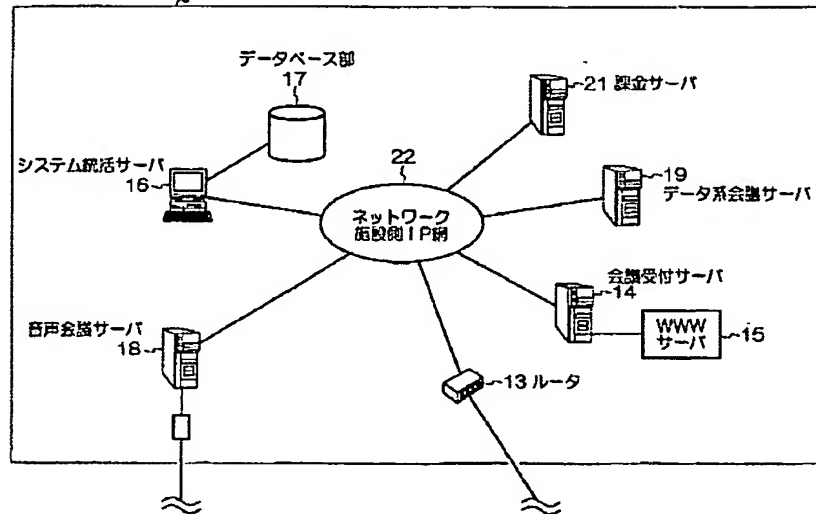 データベース部
17
21 課金サーバ
システム統活サーバ
16
22
19
データ系会議サーバ
ネットワーク
施設側IP網
会議受付サーバ
14
WWW
サーバ
15
音声会議サーバ
18
13 ルータ